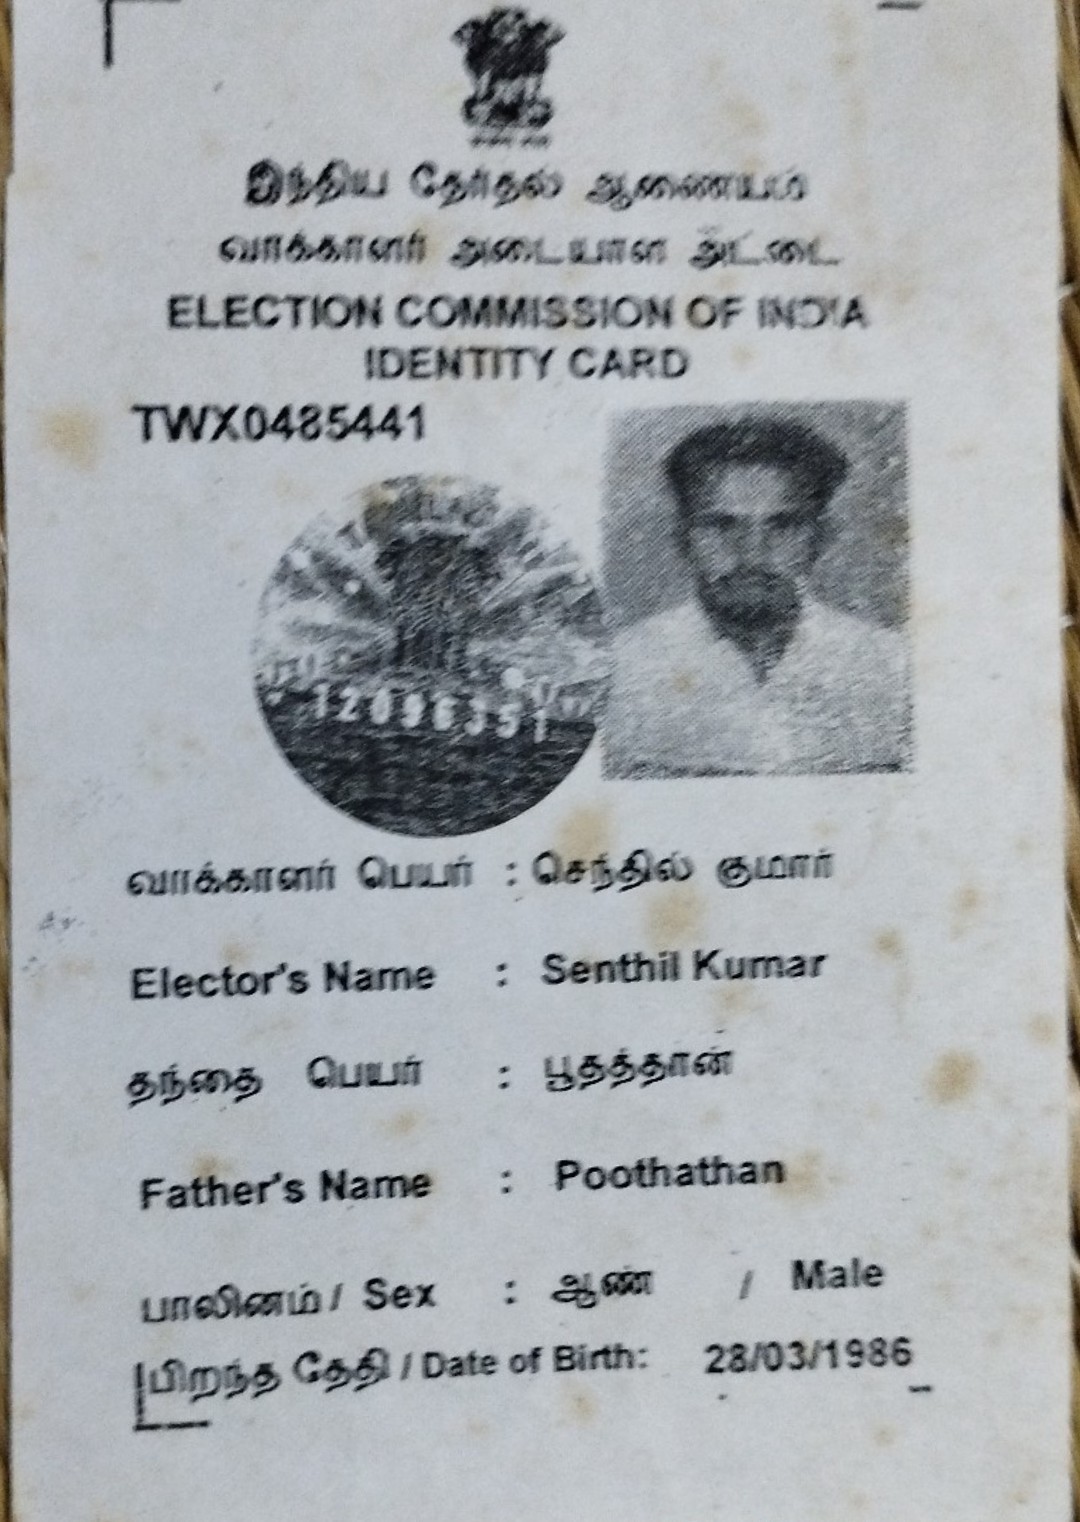 இந்திய தேர்தல் ஆணையம்
வாக்காளர் அடையாள அட்டை
ELECTION COMMISSION OF INDIA
IDENTITY CARD
TWX0485441
12096351
வாக்காளர் பெயர் : செந்தில் குமார்
Elector's Name : Senthil Kumar
தந்தை பெயர் : பூதத்தான்
Father's Name : Poothathan
பாலினம் / Sex : ஆண் / Male
பிறந்த தேதி / Date of Birth: 28/03/1986